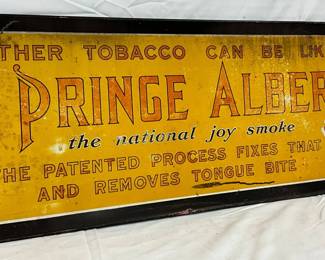 THER TOBACCO CAN BE LIK
PRINGE ALBER
the national joy smoke
HE PATENTED PROCESS FIXES THAT
AND REMOVES TONGUE BITE